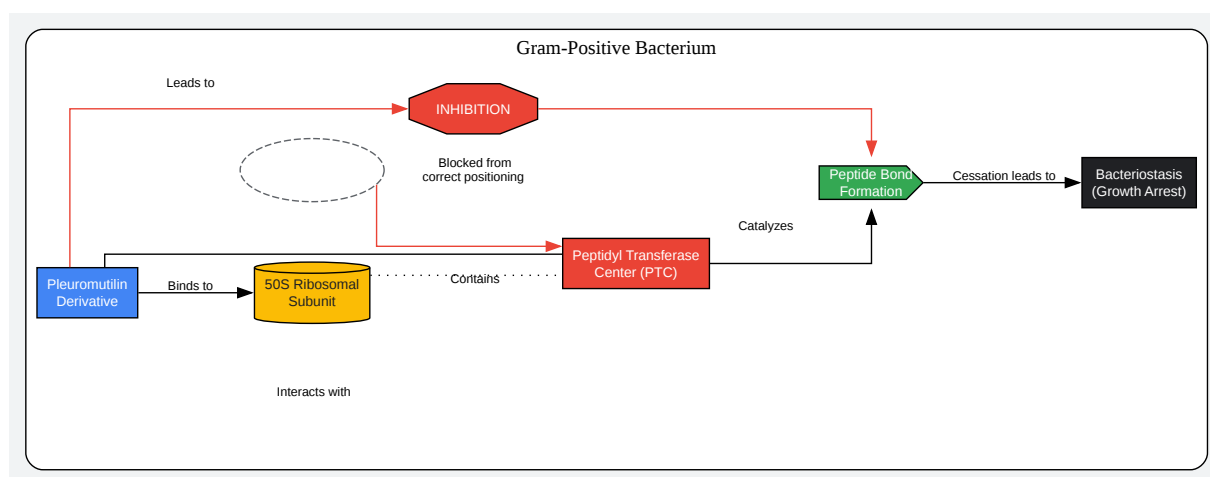 Gram-Positive Bacterium
Leads to
INHIBITION
Blocked from
correct positioning
Peptide Bond
Formation
Cessation leads to
Bacteriostasis
(Growth Arrest)
Catalyzes
Peptidyl Transferase
Center (PTC)
Pleuromutilin
Derivative
Binds to
50S Ribosomal
Subunit
Contains
Interacts with